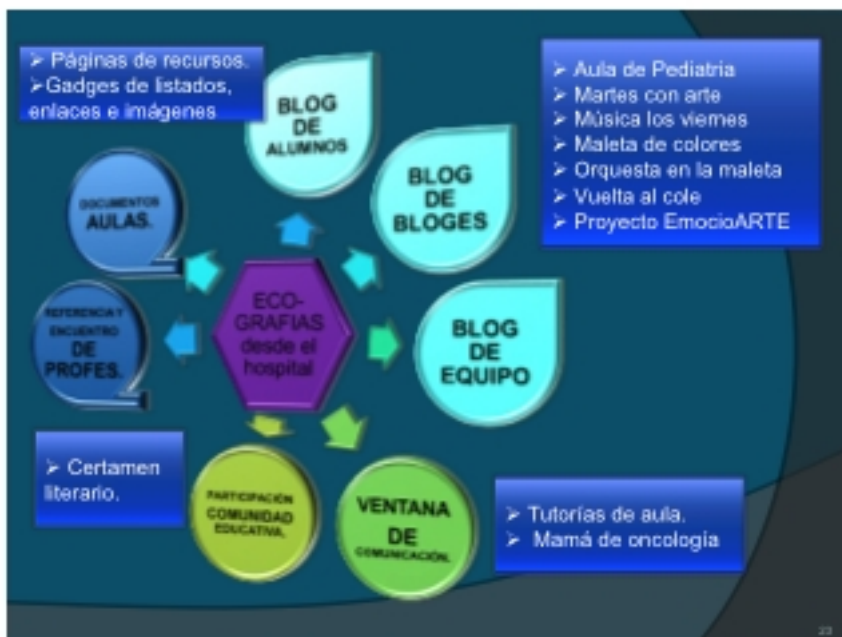 ➢ Páginas de recursos.
➢Gadges de listados,
enlaces e imágenes
BLOG
DE
ALUMNOS
➢ Aula de Pediatria
➢ Martes con arte
➢ Música los viernes
➢ Maleta de colores
➢ Orquesta en la maleta
➢ Vuelta al cole
➢ Proyecto EmocioARTE
BLOG
DE
BLOGES
DOCUMENTOS
AULAS.
ECO-
GRAFIAS
desde el
hospital
REFERENCIA Y
ENCUENTRO
DE
PROFES.
BLOG
DE
EQUIPO
➢ Certamen
literario.
PARTICIPACIÓN
COMUNIDAD
EDUCATIVA.
VENTANA
DE
COMUNICACIÓN.
➢ Tutorías de aula.
➢ Mamá de oncología
23